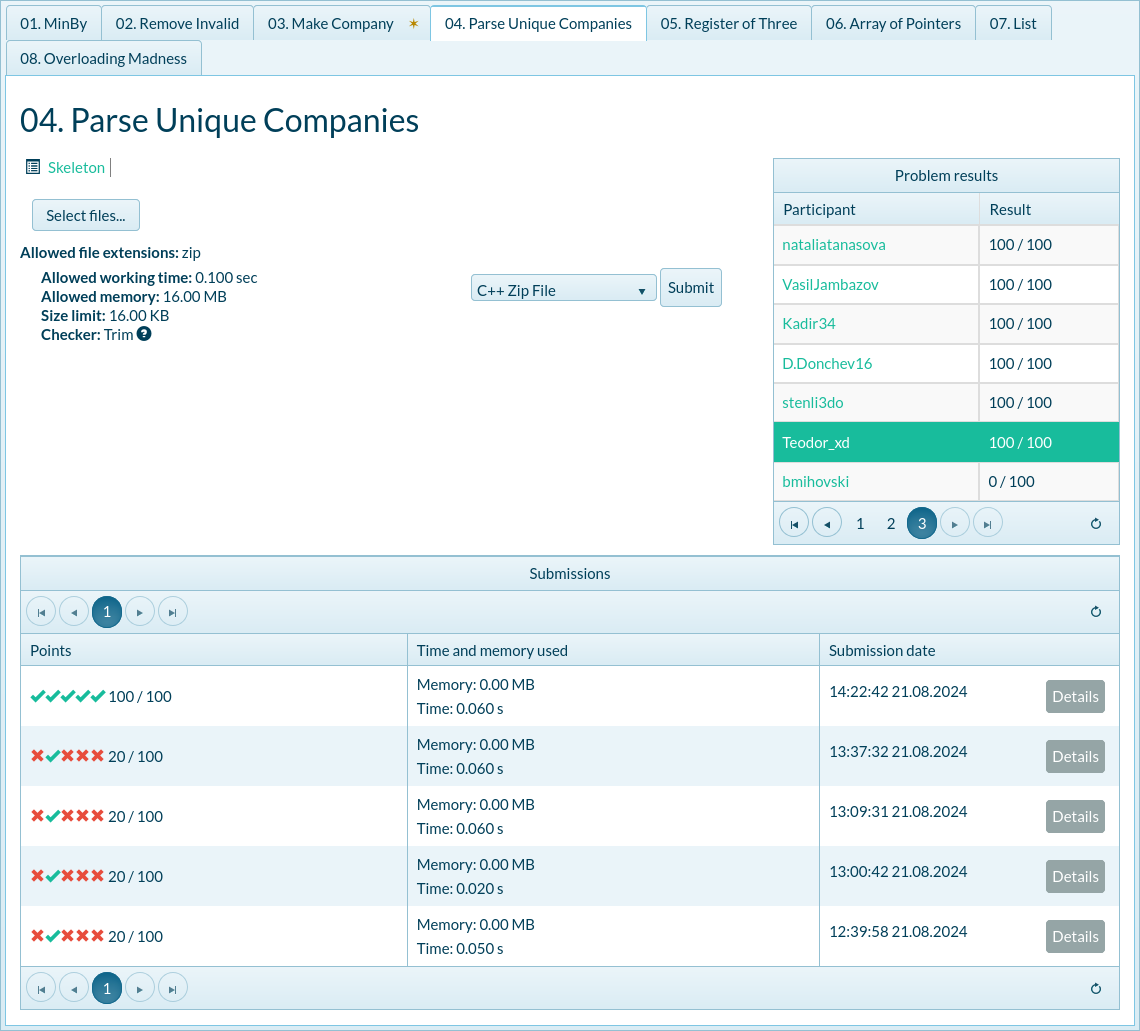 01. MinBy 02. Remove Invalid 03. Make Company 04. Parse Unique Companies 05. Register of Three 06. Array of Pointers 07. List
08. Overloading Madness
04. Parse Unique Companies
Skeleton
Select files...
Allowed file extensions: zip
Allowed working time: 0.100 sec
Allowed memory: 16.00 MB
Size limit: 16.00 KB
Checker: Trim ?
C++ Zip File Submit
Problem results
Participant Result
nataliatanasova 100 / 100
VasilJambazov 100 / 100
Kadir34 100 / 100
D.Donchev16 100 / 100
stenli3do 100 / 100
Teodor_xd 100 / 100
bmihovski 0 / 100
1 2 3
Submissions
1
Points Time and memory used Submission date
100 / 100 Memory: 0.00 MB 14:22:42 21.08.2024 Details
Time: 0.060 s
20 / 100 Memory: 0.00 MB 13:37:32 21.08.2024 Details
Time: 0.060 s
20 / 100 Memory: 0.00 MB 13:09:31 21.08.2024 Details
Time: 0.060 s
20 / 100 Memory: 0.00 MB 13:00:42 21.08.2024 Details
Time: 0.020 s
20 / 100 Memory: 0.00 MB 12:39:58 21.08.2024 Details
Time: 0.050 s
1